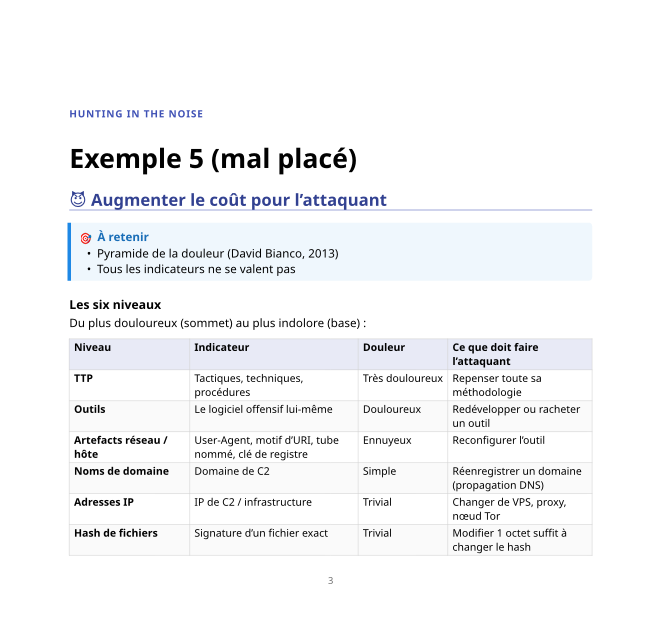 HUNTING IN THE NOISE
Exemple 5 (mal placé)
😈 Augmenter le coût pour l’attaquant
🎯 À retenir
• Pyramide de la douleur (David Bianco, 2013)
• Tous les indicateurs ne se valent pas
Les six niveaux
Du plus douloureux (sommet) au plus indolore (base) :
Niveau Indicateur Douleur Ce que doit faire
l’attaquant
TTP Tactiques, techniques, Très douloureux Repenser toute sa
procédures méthodologie
Outils Le logiciel offensif lui-même Douloureux Redévelopper ou racheter
un outil
Artefacts réseau / User-Agent, motif d’URI, tube Ennuyeux Reconfigurer l’outil
hôte nommé, clé de registre
Noms de domaine Domaine de C2 Simple Réenregistrer un domaine
(propagation DNS)
Adresses IP IP de C2 / infrastructure Trivial Changer de VPS, proxy,
nœud Tor
Hash de fichiers Signature d’un fichier exact Trivial Modifier 1 octet suffit à
changer le hash
3